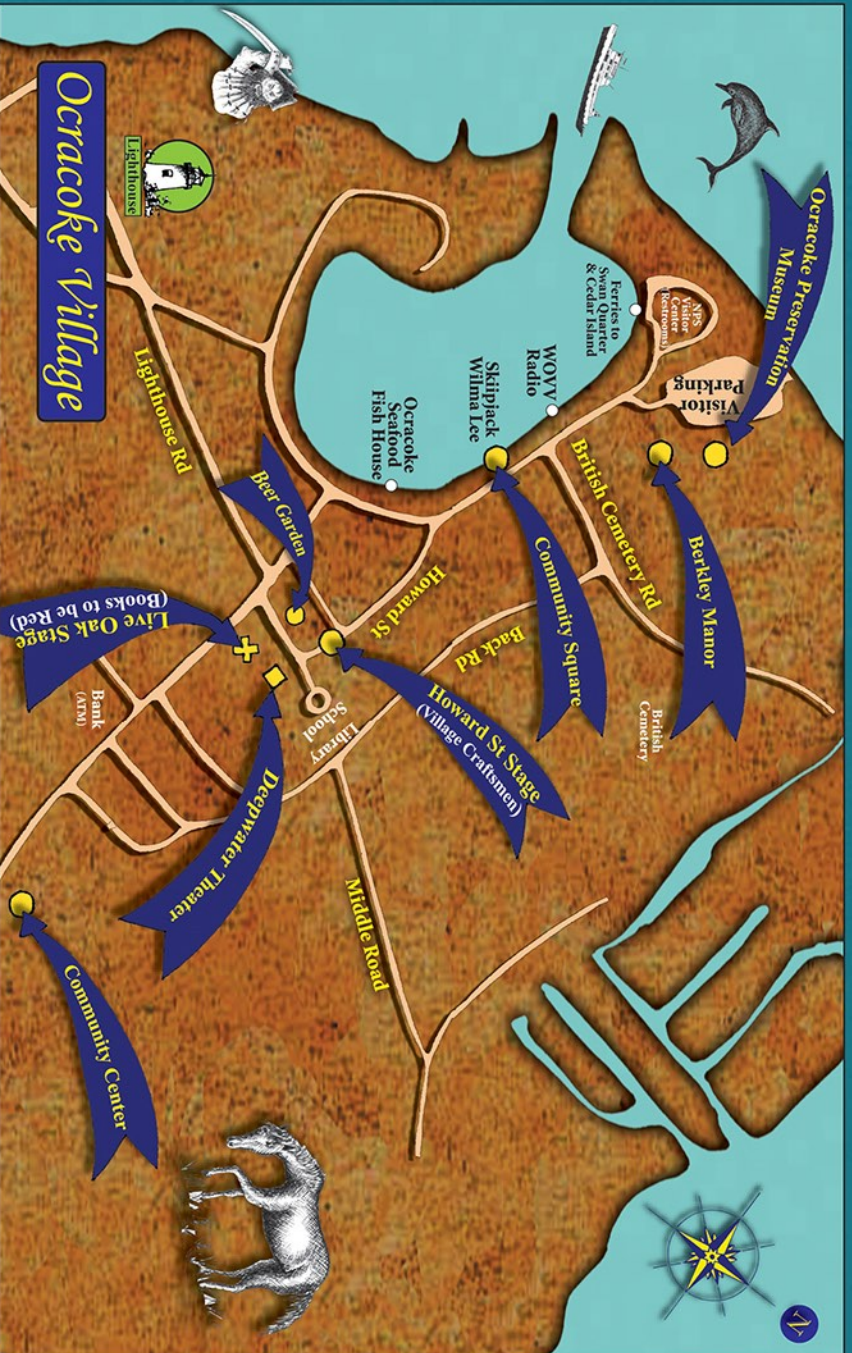 Ocracoke Preservation
Museum
NPS
Visitor
Center
(Restrooms)
Visitor
Parking
Ferries to
Swan Quarter
& Cedar Island
WOVV
Radio
Skiipjack
Wilma Lee
Ocracoke
Seafood
Fish House
British Cemetery Rd
Berkley Manor
British
Cemetery
Community Square
Back Rd
Howard St
Howard St Stage
(Village Craftsmen)
Beer Garden
Lighthouse Rd
Lighthouse
Ocracoke Village
Live Oak Stage
(Books to be Red)
School
Library
Bank
(ATM)
Deepwater Theater
Middle Road
Community Center
N